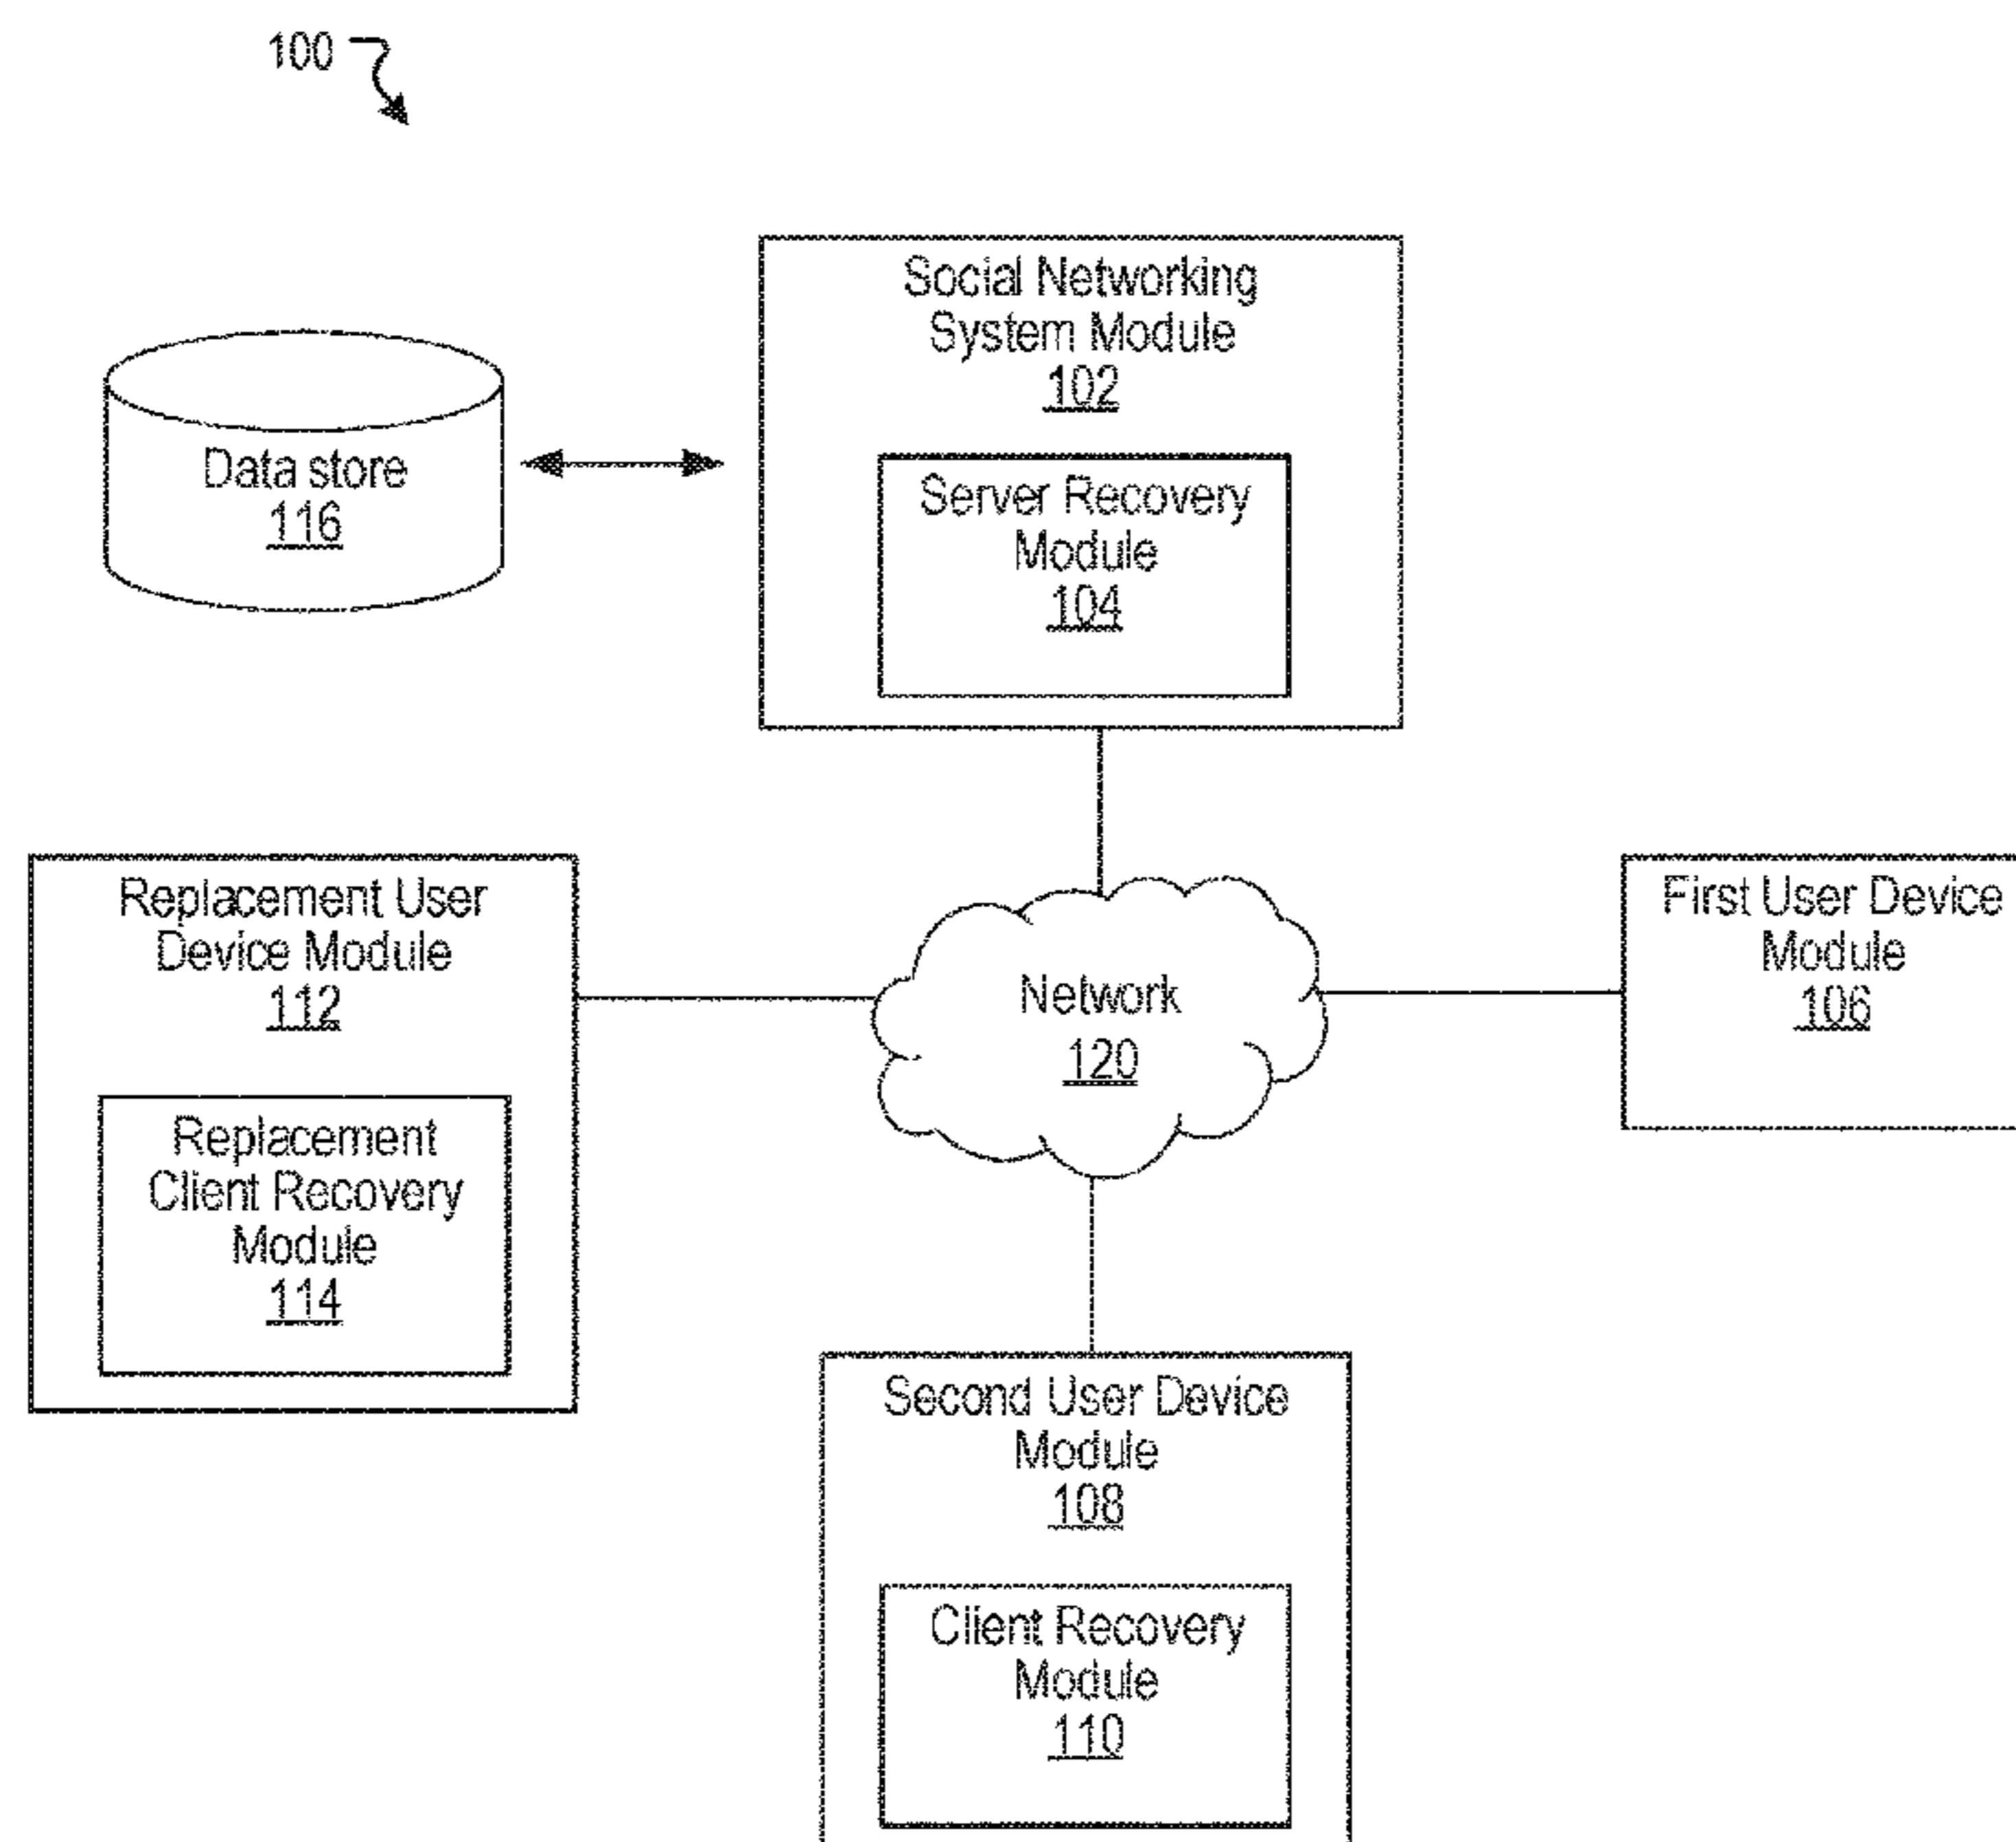 100
Social Networking
System Module
102
Data store
116
Server Recovery
Module
104
Replacement User
Device Module
112
Replacement
Client Recovery
Module
114
Network
120
First User Device
Module
106
Second User Device
Module
108
Client Recovery
Module
110